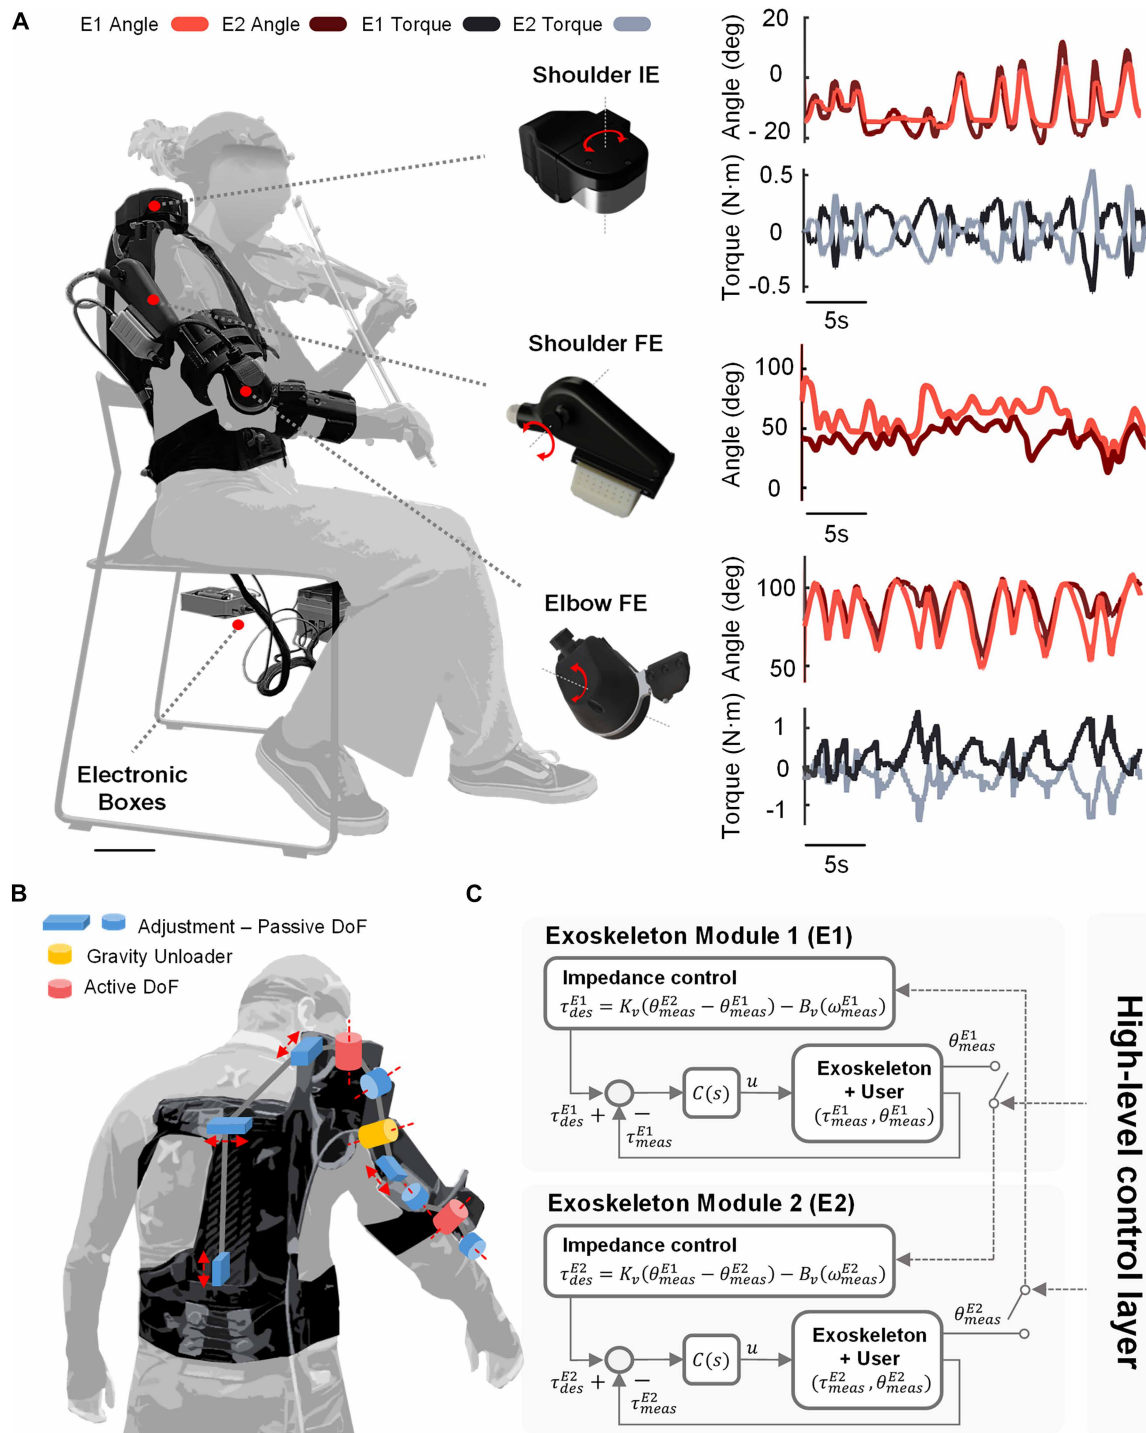 A
E1 Angle E2 Angle E1 Torque E2 Torque
Shoulder IE
Angle (deg)
20
0
- 20
Torque (N·m)
0.5
0
-0.5
5s
Shoulder FE
Angle (deg)
100
50
0
5s
Elbow FE
Angle (deg)
100
50
Torque (N·m)
1
0
-1
5s
Electronic
Boxes
B
Adjustment – Passive DoF
Gravity Unloader
Active DoF
C
Exoskeleton Module 1 (E1)
Impedance control
τ_des^E1 = K_v(θ_meas^E2 − θ_meas^E1) − B_v(ω_meas^E1)
τ_des^E1 +
−
τ_meas^E1
C(s)
u
Exoskeleton
+ User
(τ_meas^E1, θ_meas^E1)
θ_meas^E1
Exoskeleton Module 2 (E2)
Impedance control
τ_des^E2 = K_v(θ_meas^E1 − θ_meas^E2) − B_v(ω_meas^E2)
τ_des^E2 +
−
τ_meas^E2
C(s)
u
Exoskeleton
+ User
(τ_meas^E2, θ_meas^E2)
θ_meas^E2
High-level control layer